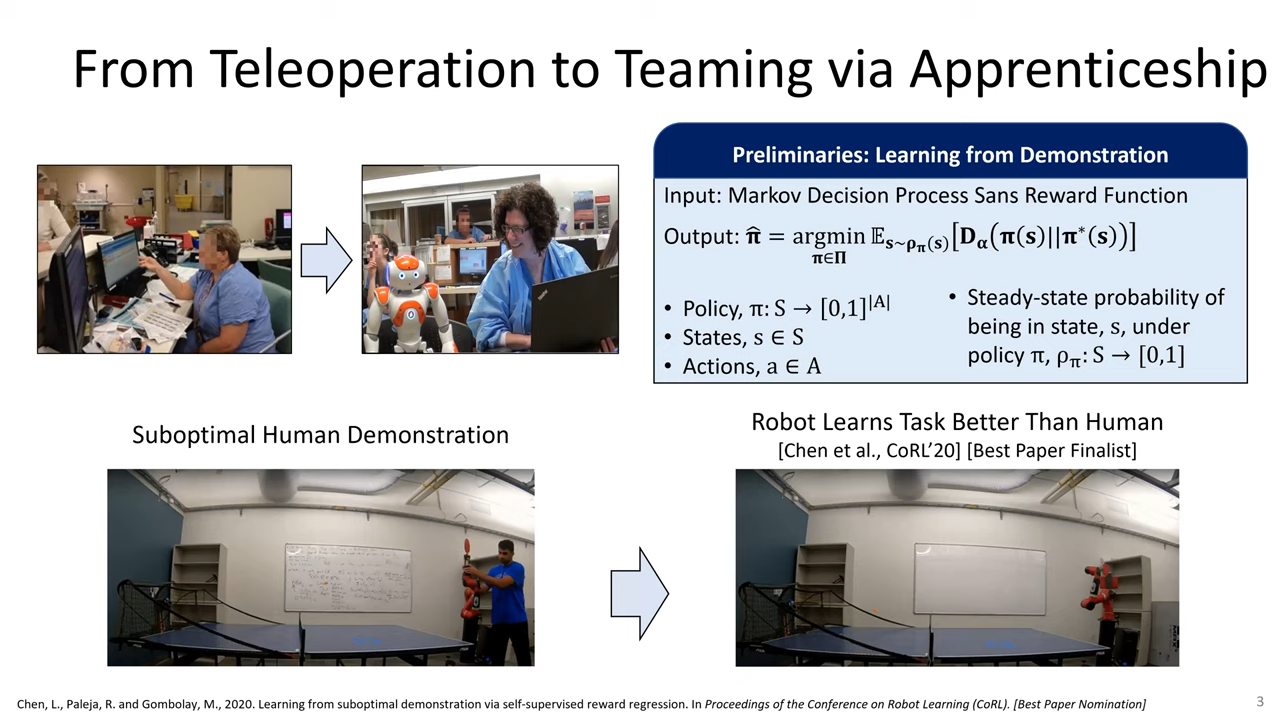 From Teleoperation to Teaming via Apprenticeship
Preliminaries: Learning from Demonstration
Input: Markov Decision Process Sans Reward Function
Output: π̂ = argmin 𝔼ₛ~ρπ(s)[Dα(π(s)||π*(s))]
π∈Π
• Policy, π: S → [0,1]^|A|
• States, s ∈ S
• Actions, a ∈ A
• Steady-state probability of
being in state, s, under
policy π, ρπ: S → [0,1]
Suboptimal Human Demonstration
Robot Learns Task Better Than Human
[Chen et al., CoRL’20] [Best Paper Finalist]
Chen, L., Paleja, R. and Gombolay, M., 2020. Learning from suboptimal demonstration via self-supervised reward regression. In Proceedings of the Conference on Robot Learning (CoRL). [Best Paper Nomination]
3